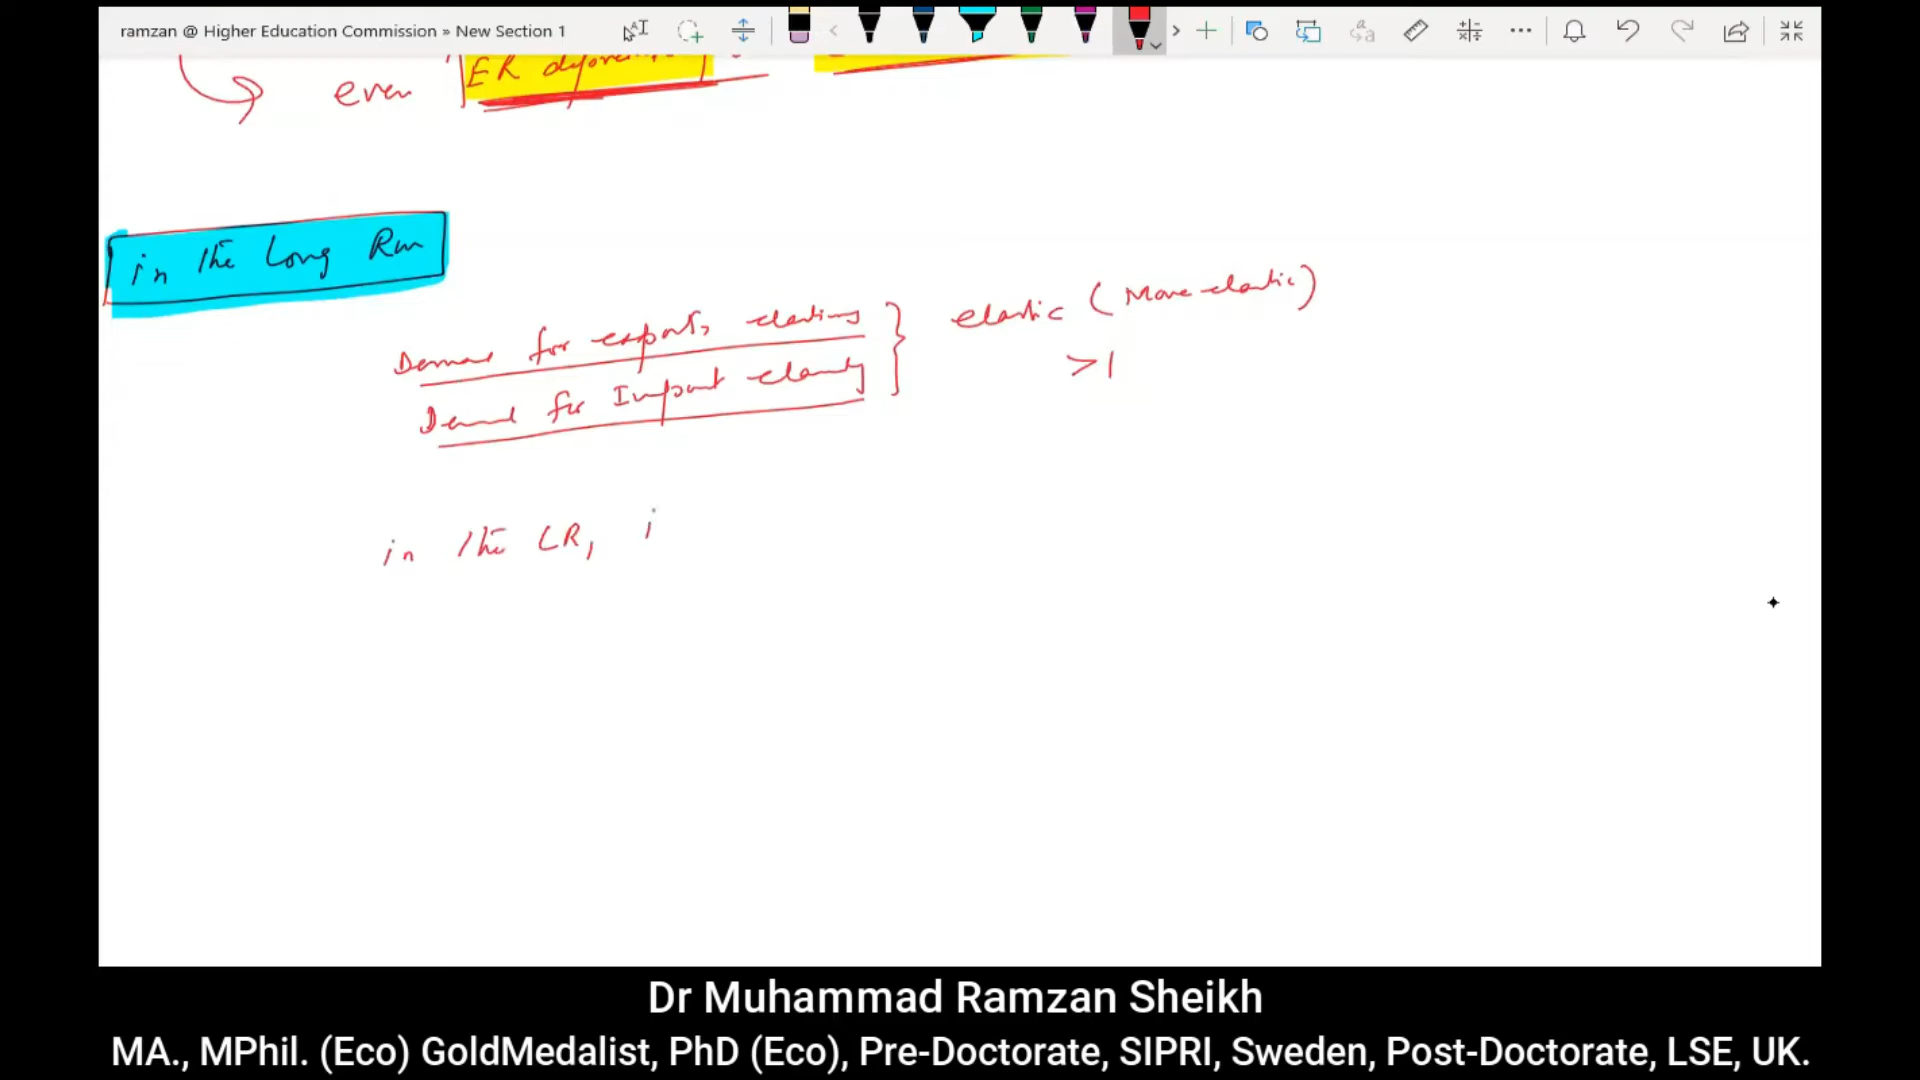 ramzan @ Higher Education Commission » New Section 1
even ER
in the Long Run
Demand for exports elasticity
Demand for Import elasticity
elastic (More elastic)
>1
in the LR, i
Dr Muhammad Ramzan Sheikh
MA., MPhil. (Eco) GoldMedalist, PhD (Eco), Pre-Doctorate, SIPRI, Sweden, Post-Doctorate, LSE, UK.